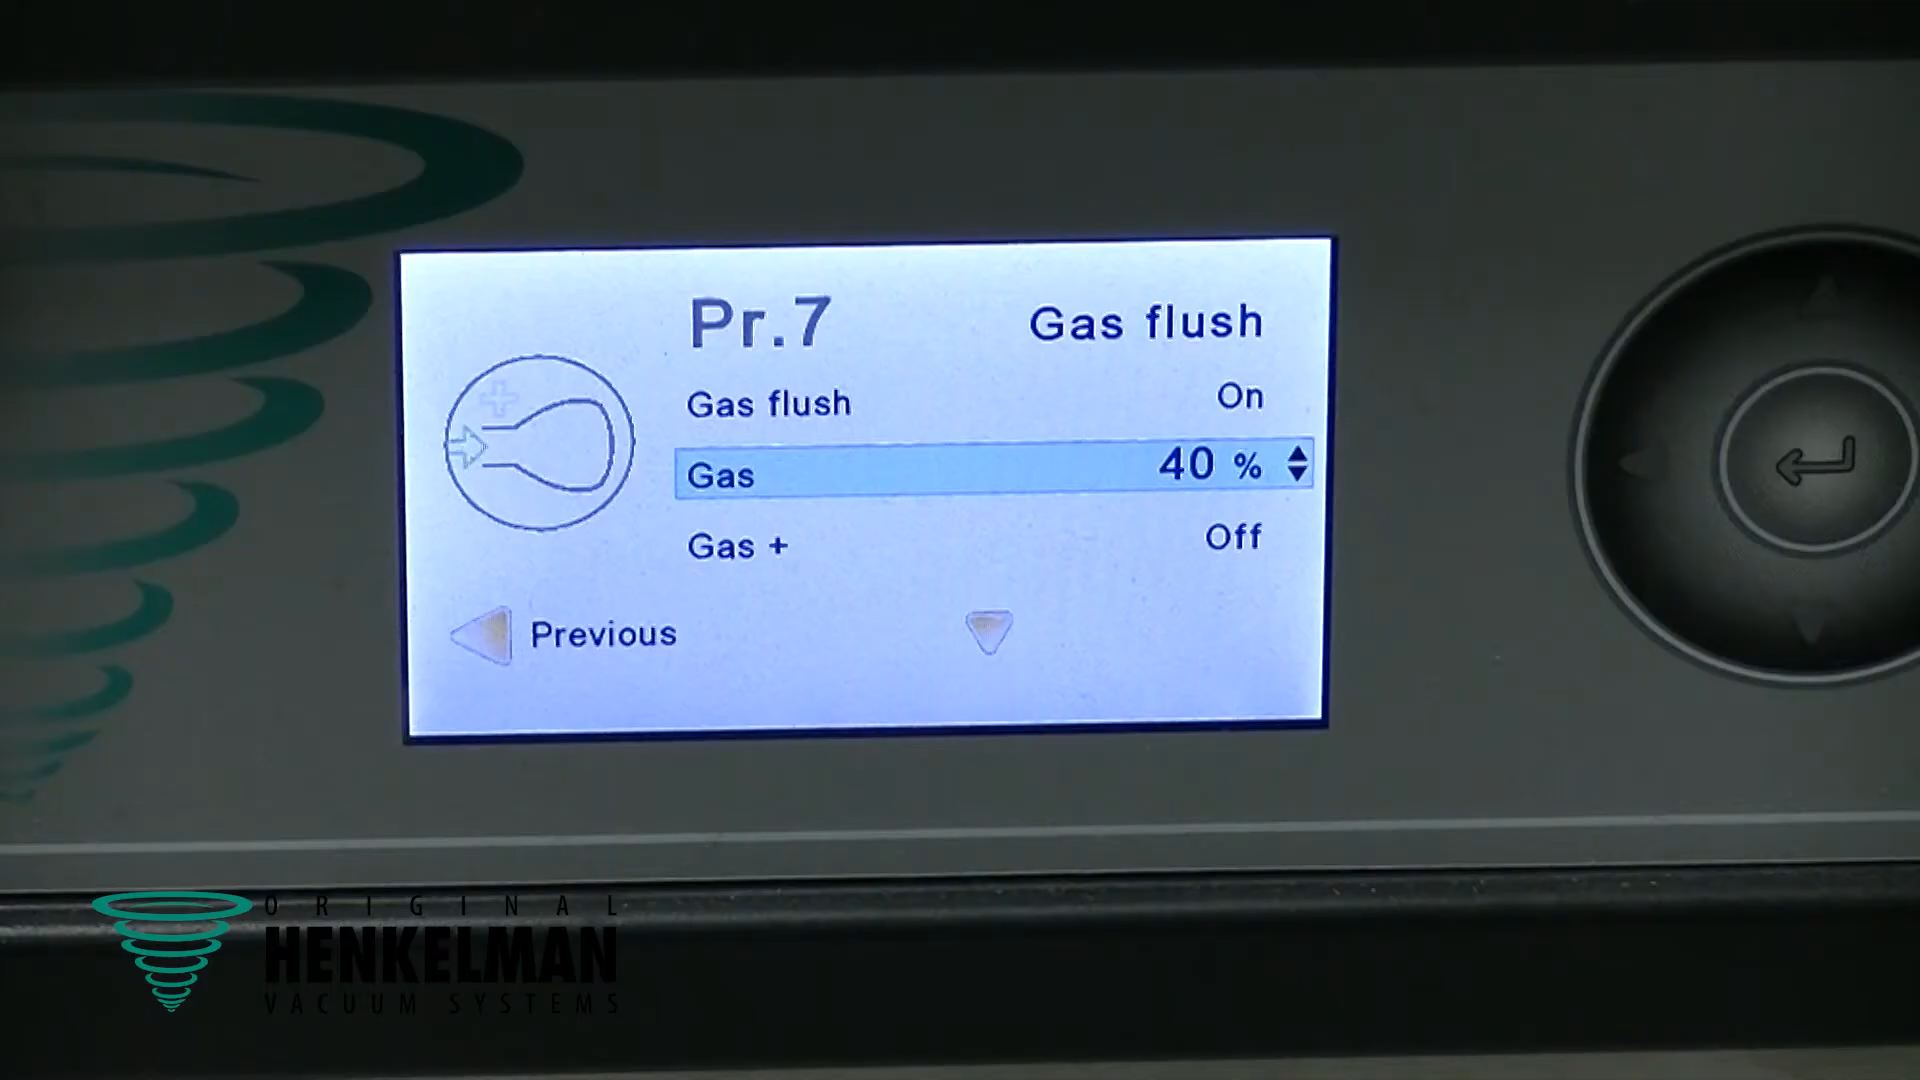 Pr.7 Gas flush
Gas flush On
Gas 40 %
Gas + Off
Previous
ORIGINAL
HENKELMAN
VACUUM SYSTEMS